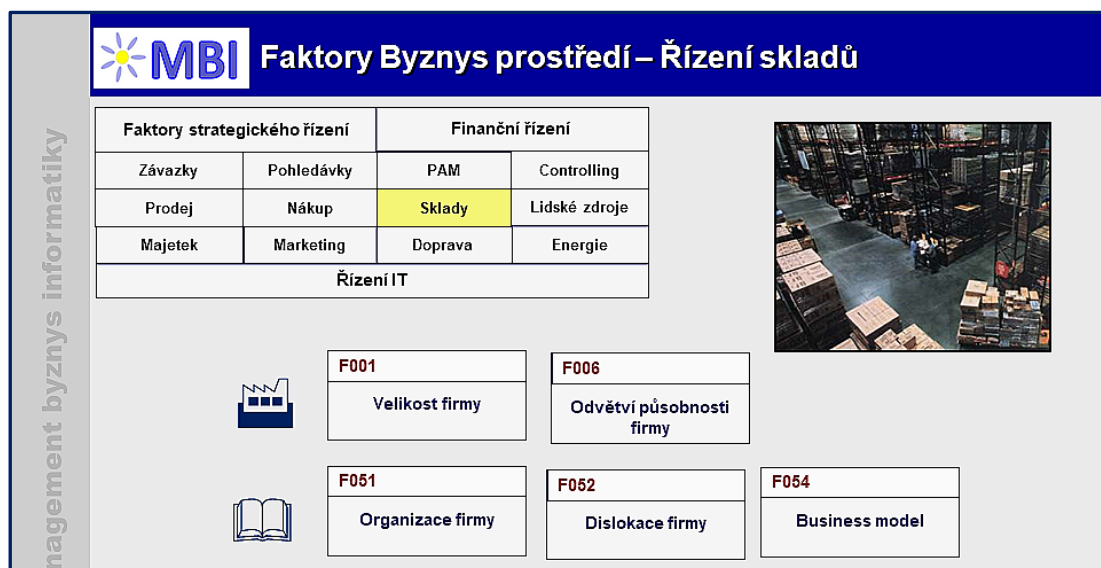 MBI
Faktory Byznys prostředí – Řízení skladů
Faktory strategického řízení
Finanční řízení
Závazky
Pohledávky
PAM
Controlling
Prodej
Nákup
Sklady
Lidské zdroje
Majetek
Marketing
Doprava
Energie
Řízení IT
F001
Velikost firmy
F006
Odvětví působnosti
firmy
F051
Organizace firmy
F052
Dislokace firmy
F054
Business model
nagement byznys informatiky